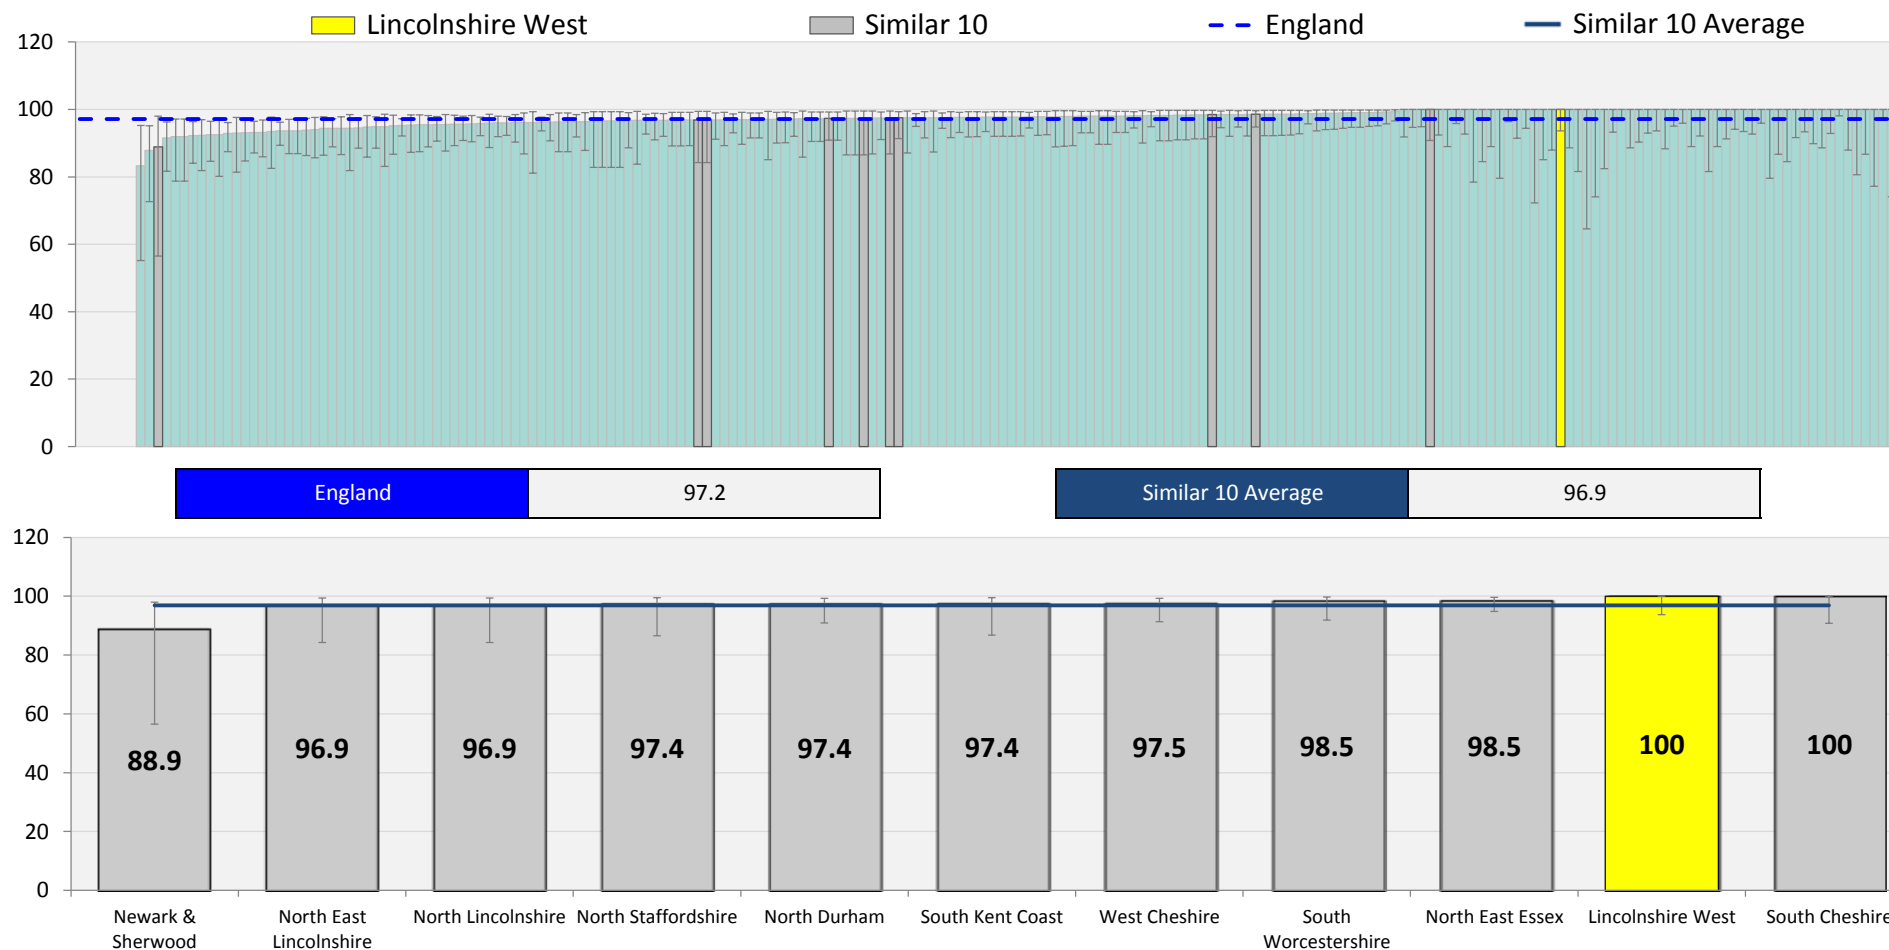 Lincolnshire West
Similar 10
England
Similar 10 Average
120
100
80
60
40
20
0
England
97.2
Similar 10 Average
96.9
120
100
80
60
40
20
0
88.9
96.9
96.9
97.4
97.4
97.4
97.5
98.5
98.5
100
100
Newark &
Sherwood
North East
Lincolnshire
North Lincolnshire
North Staffordshire
North Durham
South Kent Coast
West Cheshire
South
Worcestershire
North East Essex
Lincolnshire West
South Cheshire